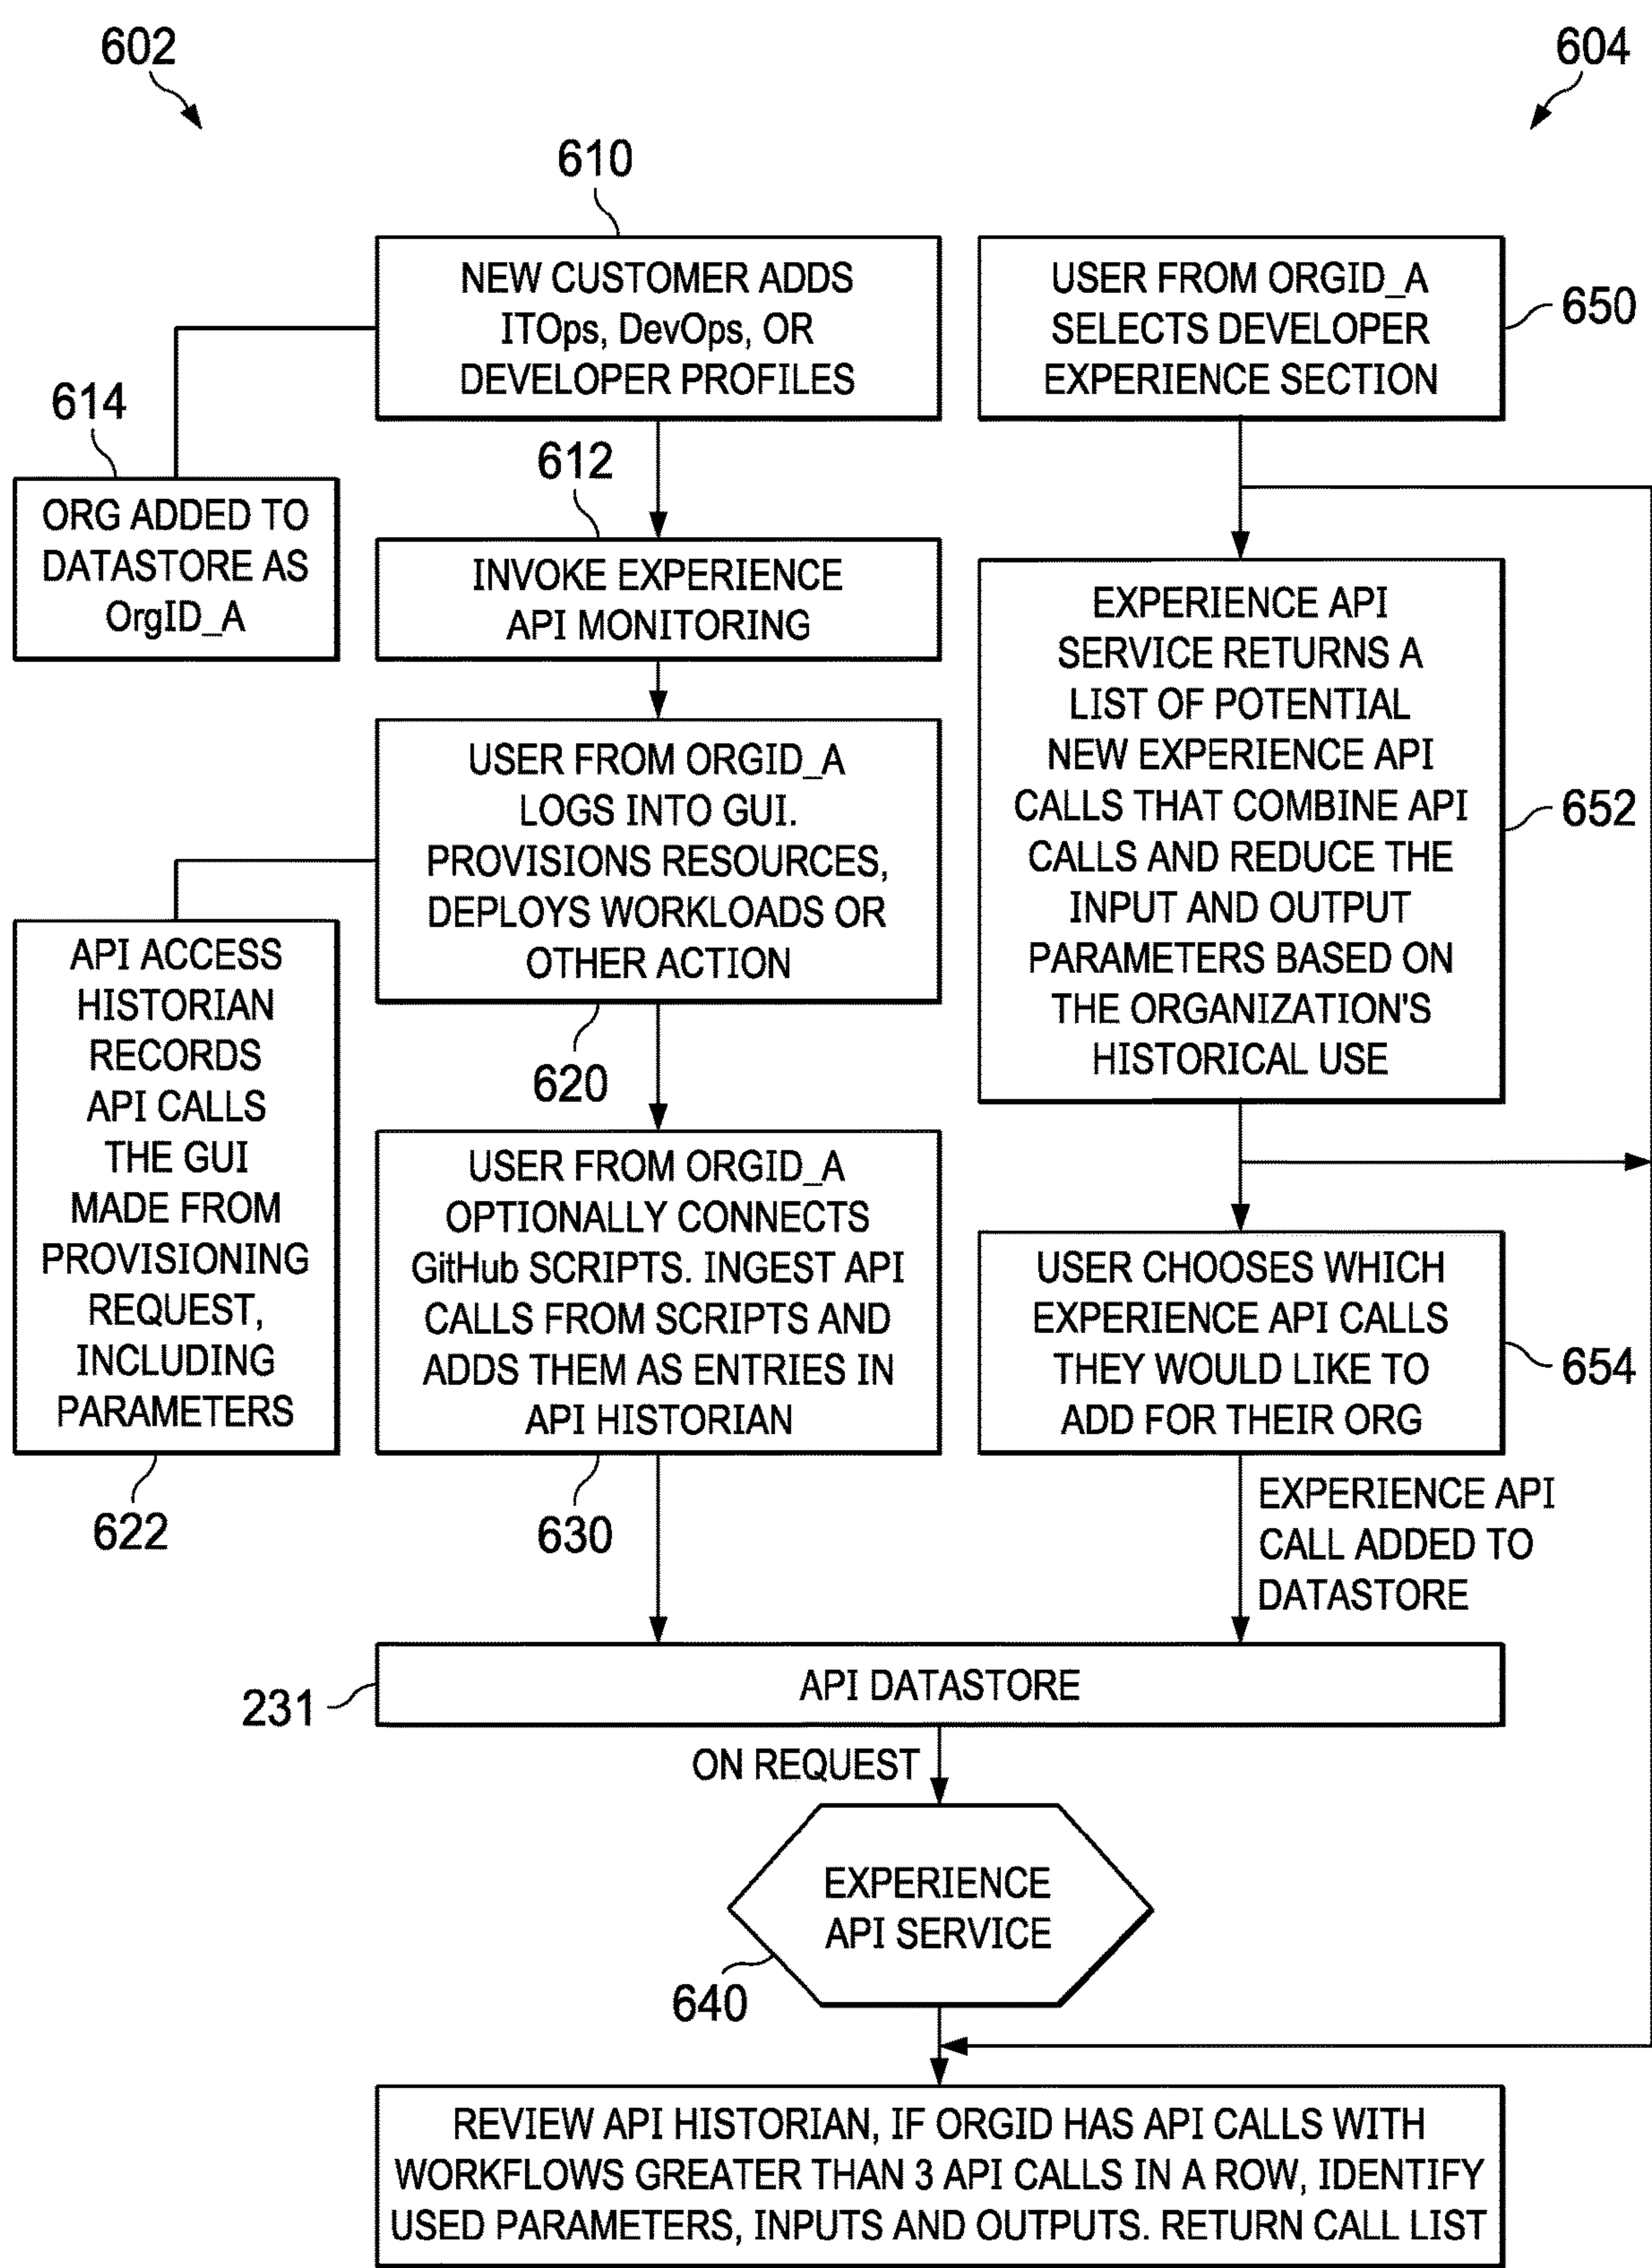 602
604
610
NEW CUSTOMER ADDS
ITOps, DevOps, OR
DEVELOPER PROFILES
USER FROM ORGID_A
SELECTS DEVELOPER
EXPERIENCE SECTION
650
614
ORG ADDED TO
DATASTORE AS
OrgID_A
612
INVOKE EXPERIENCE
API MONITORING
EXPERIENCE API
SERVICE RETURNS A
LIST OF POTENTIAL
NEW EXPERIENCE API
CALLS THAT COMBINE API
CALLS AND REDUCE THE
INPUT AND OUTPUT
PARAMETERS BASED ON
THE ORGANIZATION'S
HISTORICAL USE
652
USER FROM ORGID_A
LOGS INTO GUI.
PROVISIONS RESOURCES,
DEPLOYS WORKLOADS OR
OTHER ACTION
620
API ACCESS
HISTORIAN
RECORDS
API CALLS
THE GUI
MADE FROM
PROVISIONING
REQUEST,
INCLUDING
PARAMETERS
622
USER FROM ORGID_A
OPTIONALLY CONNECTS
GitHub SCRIPTS. INGEST API
CALLS FROM SCRIPTS AND
ADDS THEM AS ENTRIES IN
API HISTORIAN
630
USER CHOOSES WHICH
EXPERIENCE API CALLS
THEY WOULD LIKE TO
ADD FOR THEIR ORG
654
EXPERIENCE API
CALL ADDED TO
DATASTORE
231
API DATASTORE
ON REQUEST
EXPERIENCE
API SERVICE
640
REVIEW API HISTORIAN, IF ORGID HAS API CALLS WITH
WORKFLOWS GREATER THAN 3 API CALLS IN A ROW, IDENTIFY
USED PARAMETERS, INPUTS AND OUTPUTS. RETURN CALL LIST